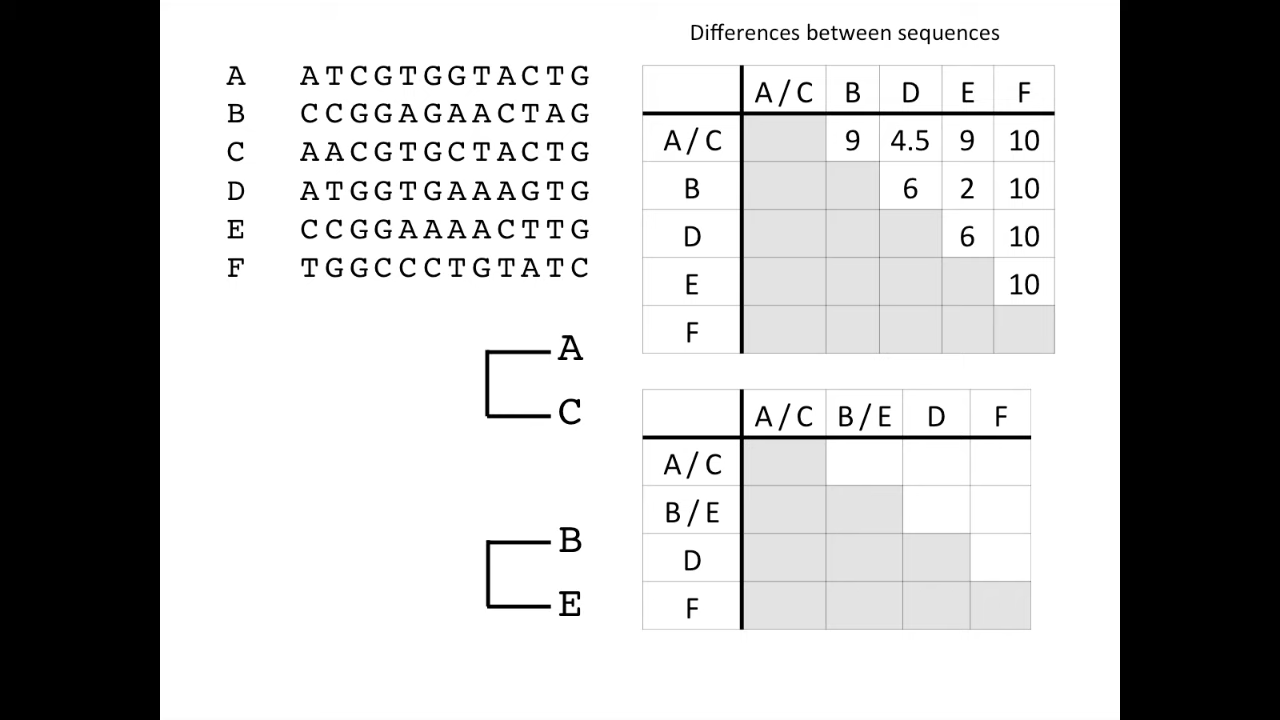 Differences between sequences
A ATCGTGGTACTG
B CCGGAGAACTAG
C AACGTGCTACTG
D ATGGTGAAAGTG
E CCGGAAAACTTG
F TGGCCCTGTATC
A / C B D E F
A / C 9 4.5 9 10
B 6 2 10
D 6 10
E 10
F
A
C
B
E
A / C B / E D F
A / C
B / E
D
F